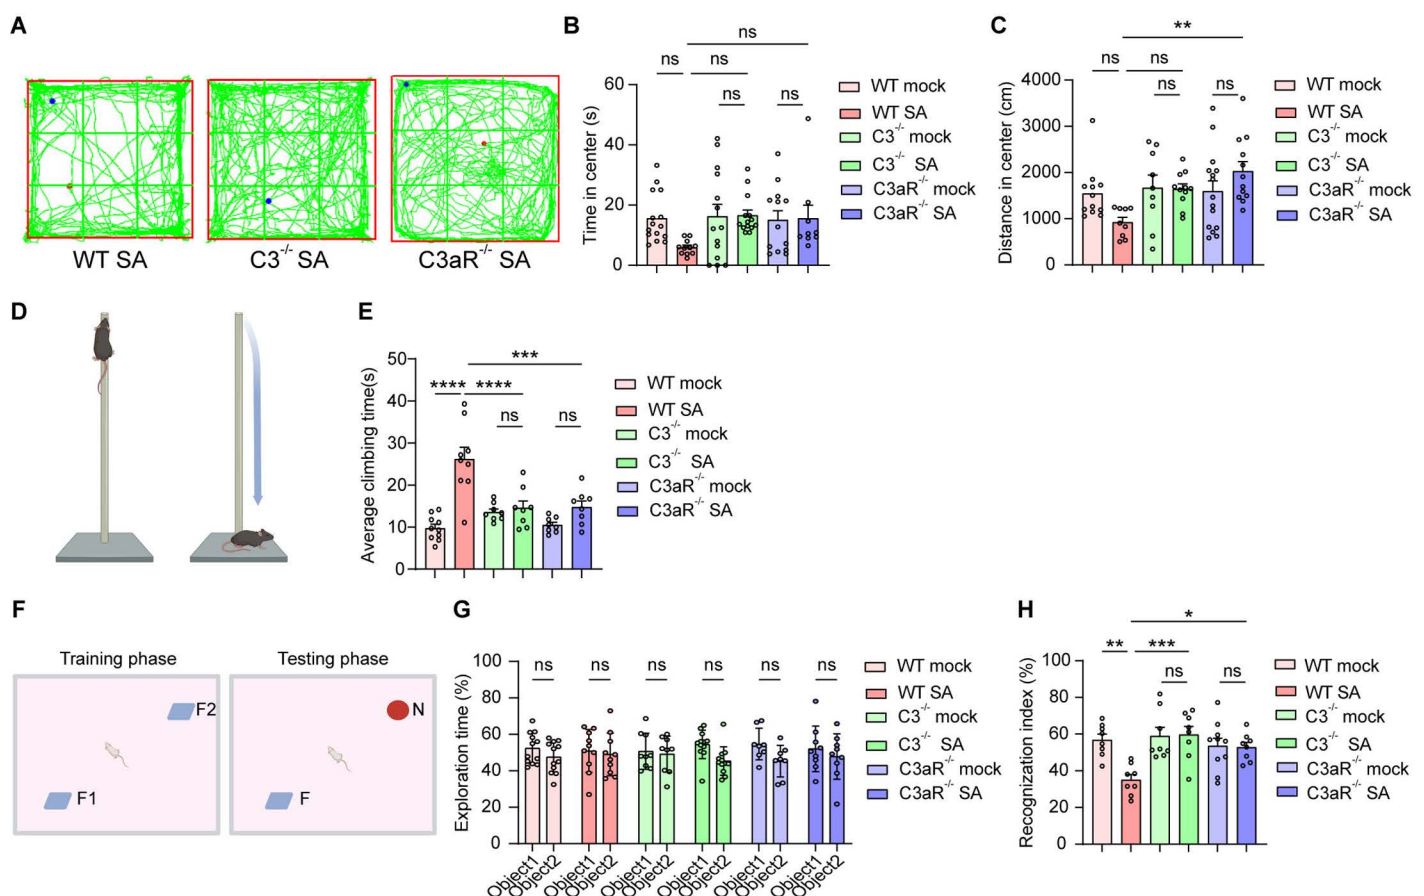 A
WT SA
C3-/- SA
C3aR-/- SA
B
ns
ns
ns
ns
ns
Time in center (s)
60
40
20
0
WT mock
WT SA
C3-/- mock
C3-/- SA
C3aR-/- mock
C3aR-/- SA
C
**
ns
ns
ns
ns
Distance in center (cm)
4000
3000
2000
1000
0
WT mock
WT SA
C3-/- mock
C3-/- SA
C3aR-/- mock
C3aR-/- SA
D
E
***
****
****
ns
ns
Average climbing time(s)
50
40
30
20
10
0
WT mock
WT SA
C3-/- mock
C3-/- SA
C3aR-/- mock
C3aR-/- SA
F
Training phase
F2
F1
Testing phase
N
F
G
ns
ns
ns
ns
ns
ns
Exploration time (%)
100
80
60
40
20
0
Object1
Object2
Object1
Object2
Object1
Object2
Object1
Object2
Object1
Object2
Object1
Object2
WT mock
WT SA
C3-/- mock
C3-/- SA
C3aR-/- mock
C3aR-/- SA
H
*
**
***
ns
ns
Recognization index (%)
100
80
60
40
20
0
WT mock
WT SA
C3-/- mock
C3-/- SA
C3aR-/- mock
C3aR-/- SA